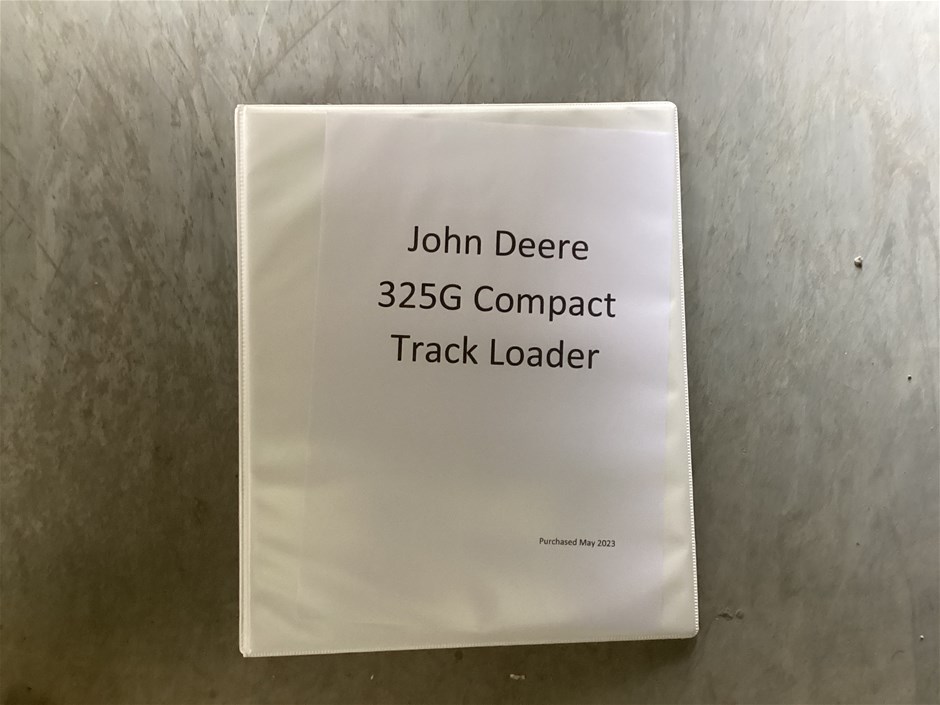 John Deere
325G Compact
Track Loader
Purchased May 2023